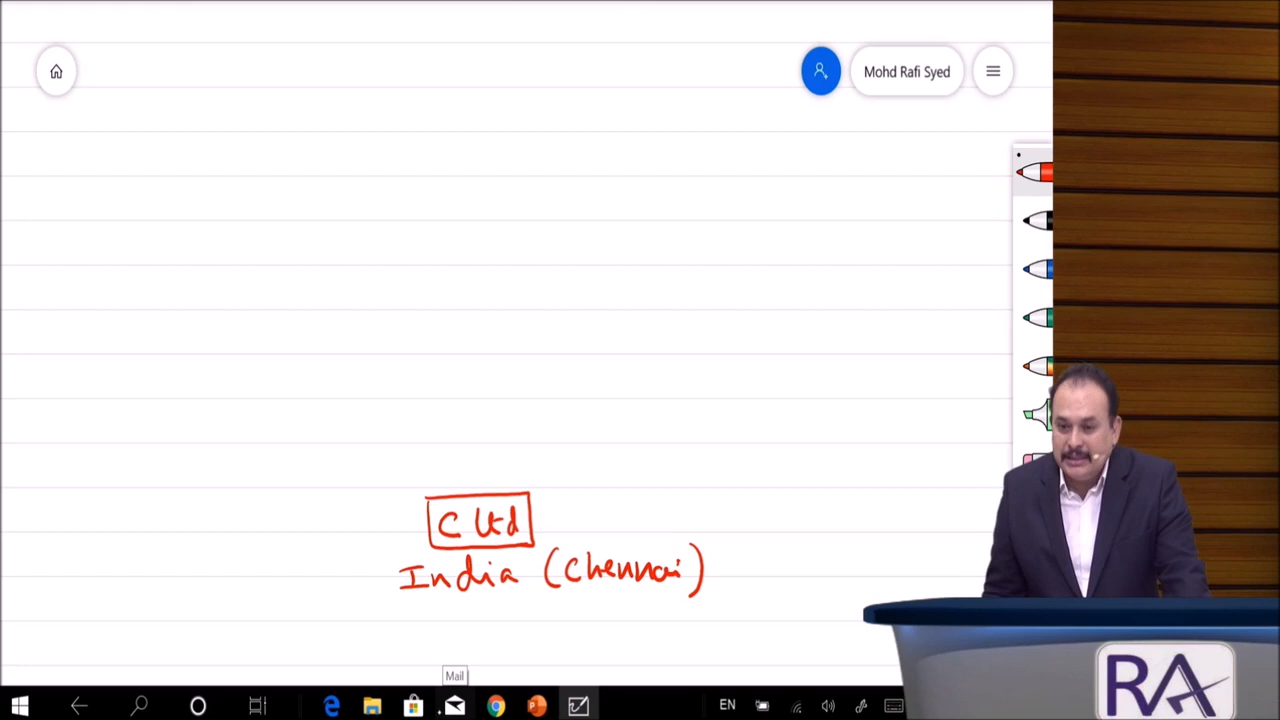 Mohd Rafi Syed
C Ltd
India (Chennai)
Mail
EN
RA